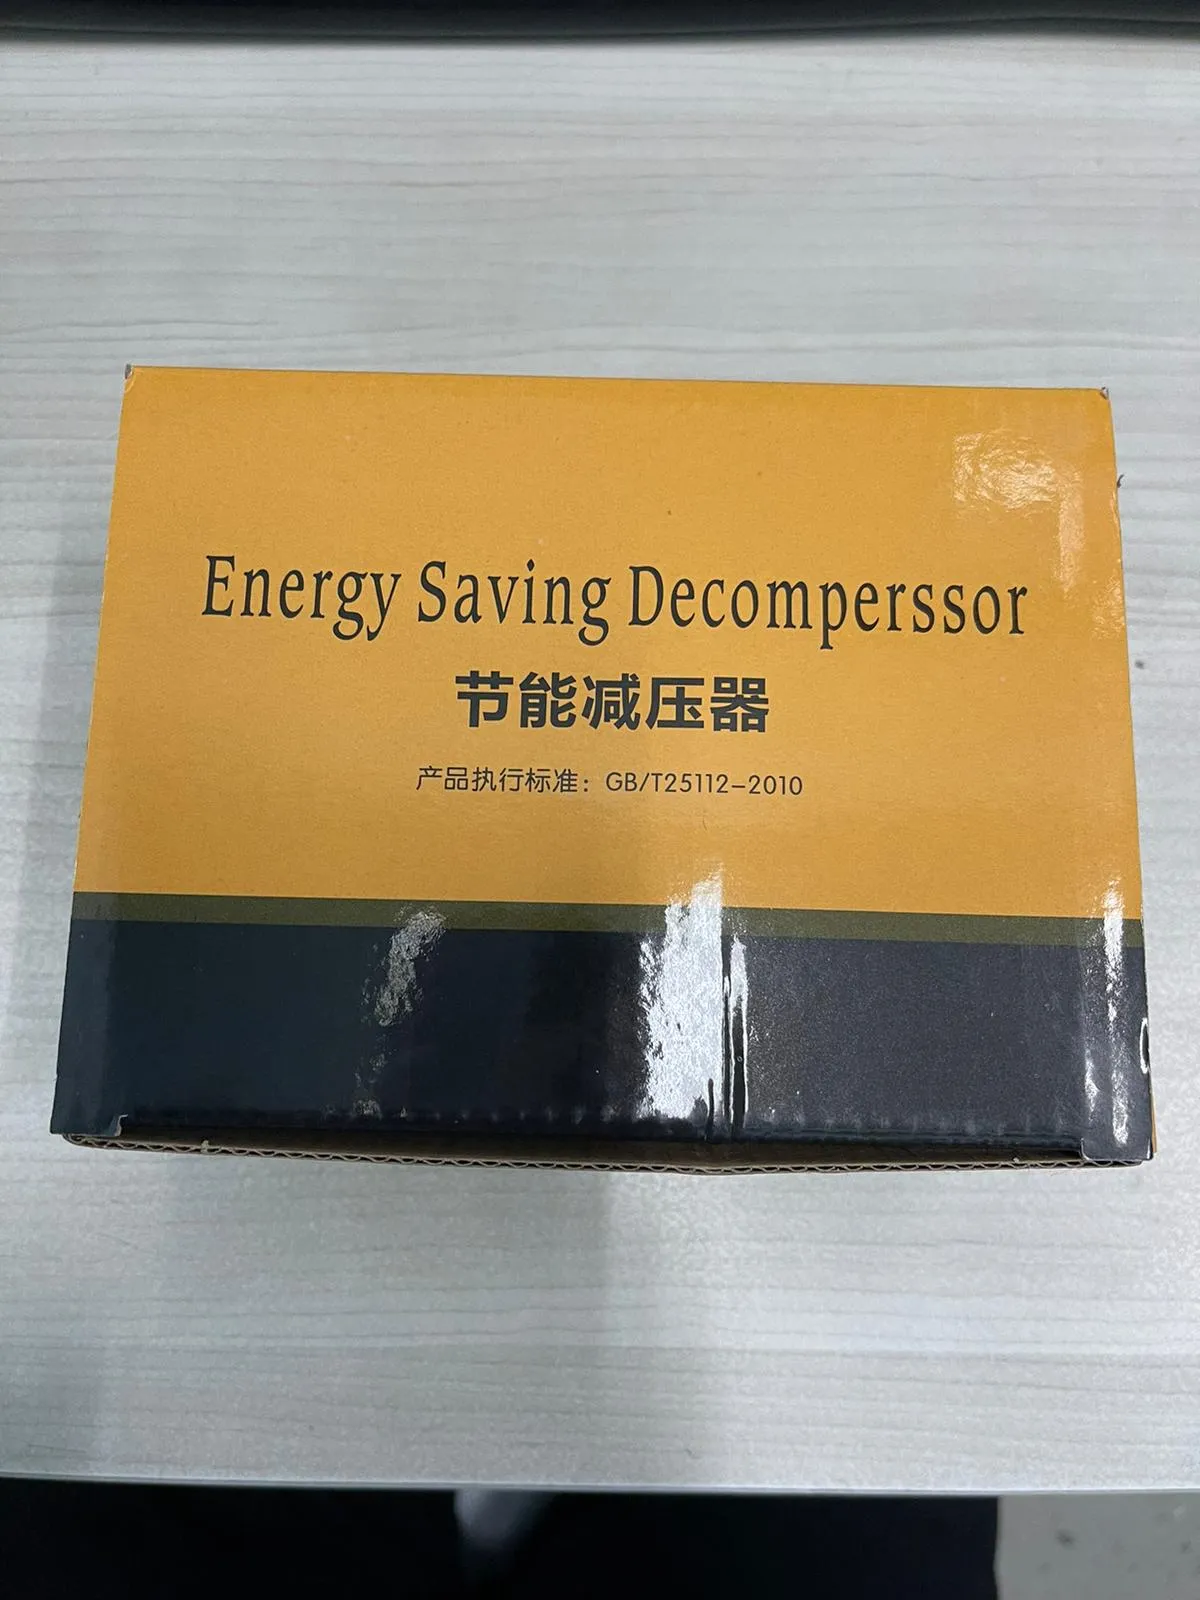 Energy Saving Decomperssor
节能减压器
产品执行标准：GB/T25112-2010